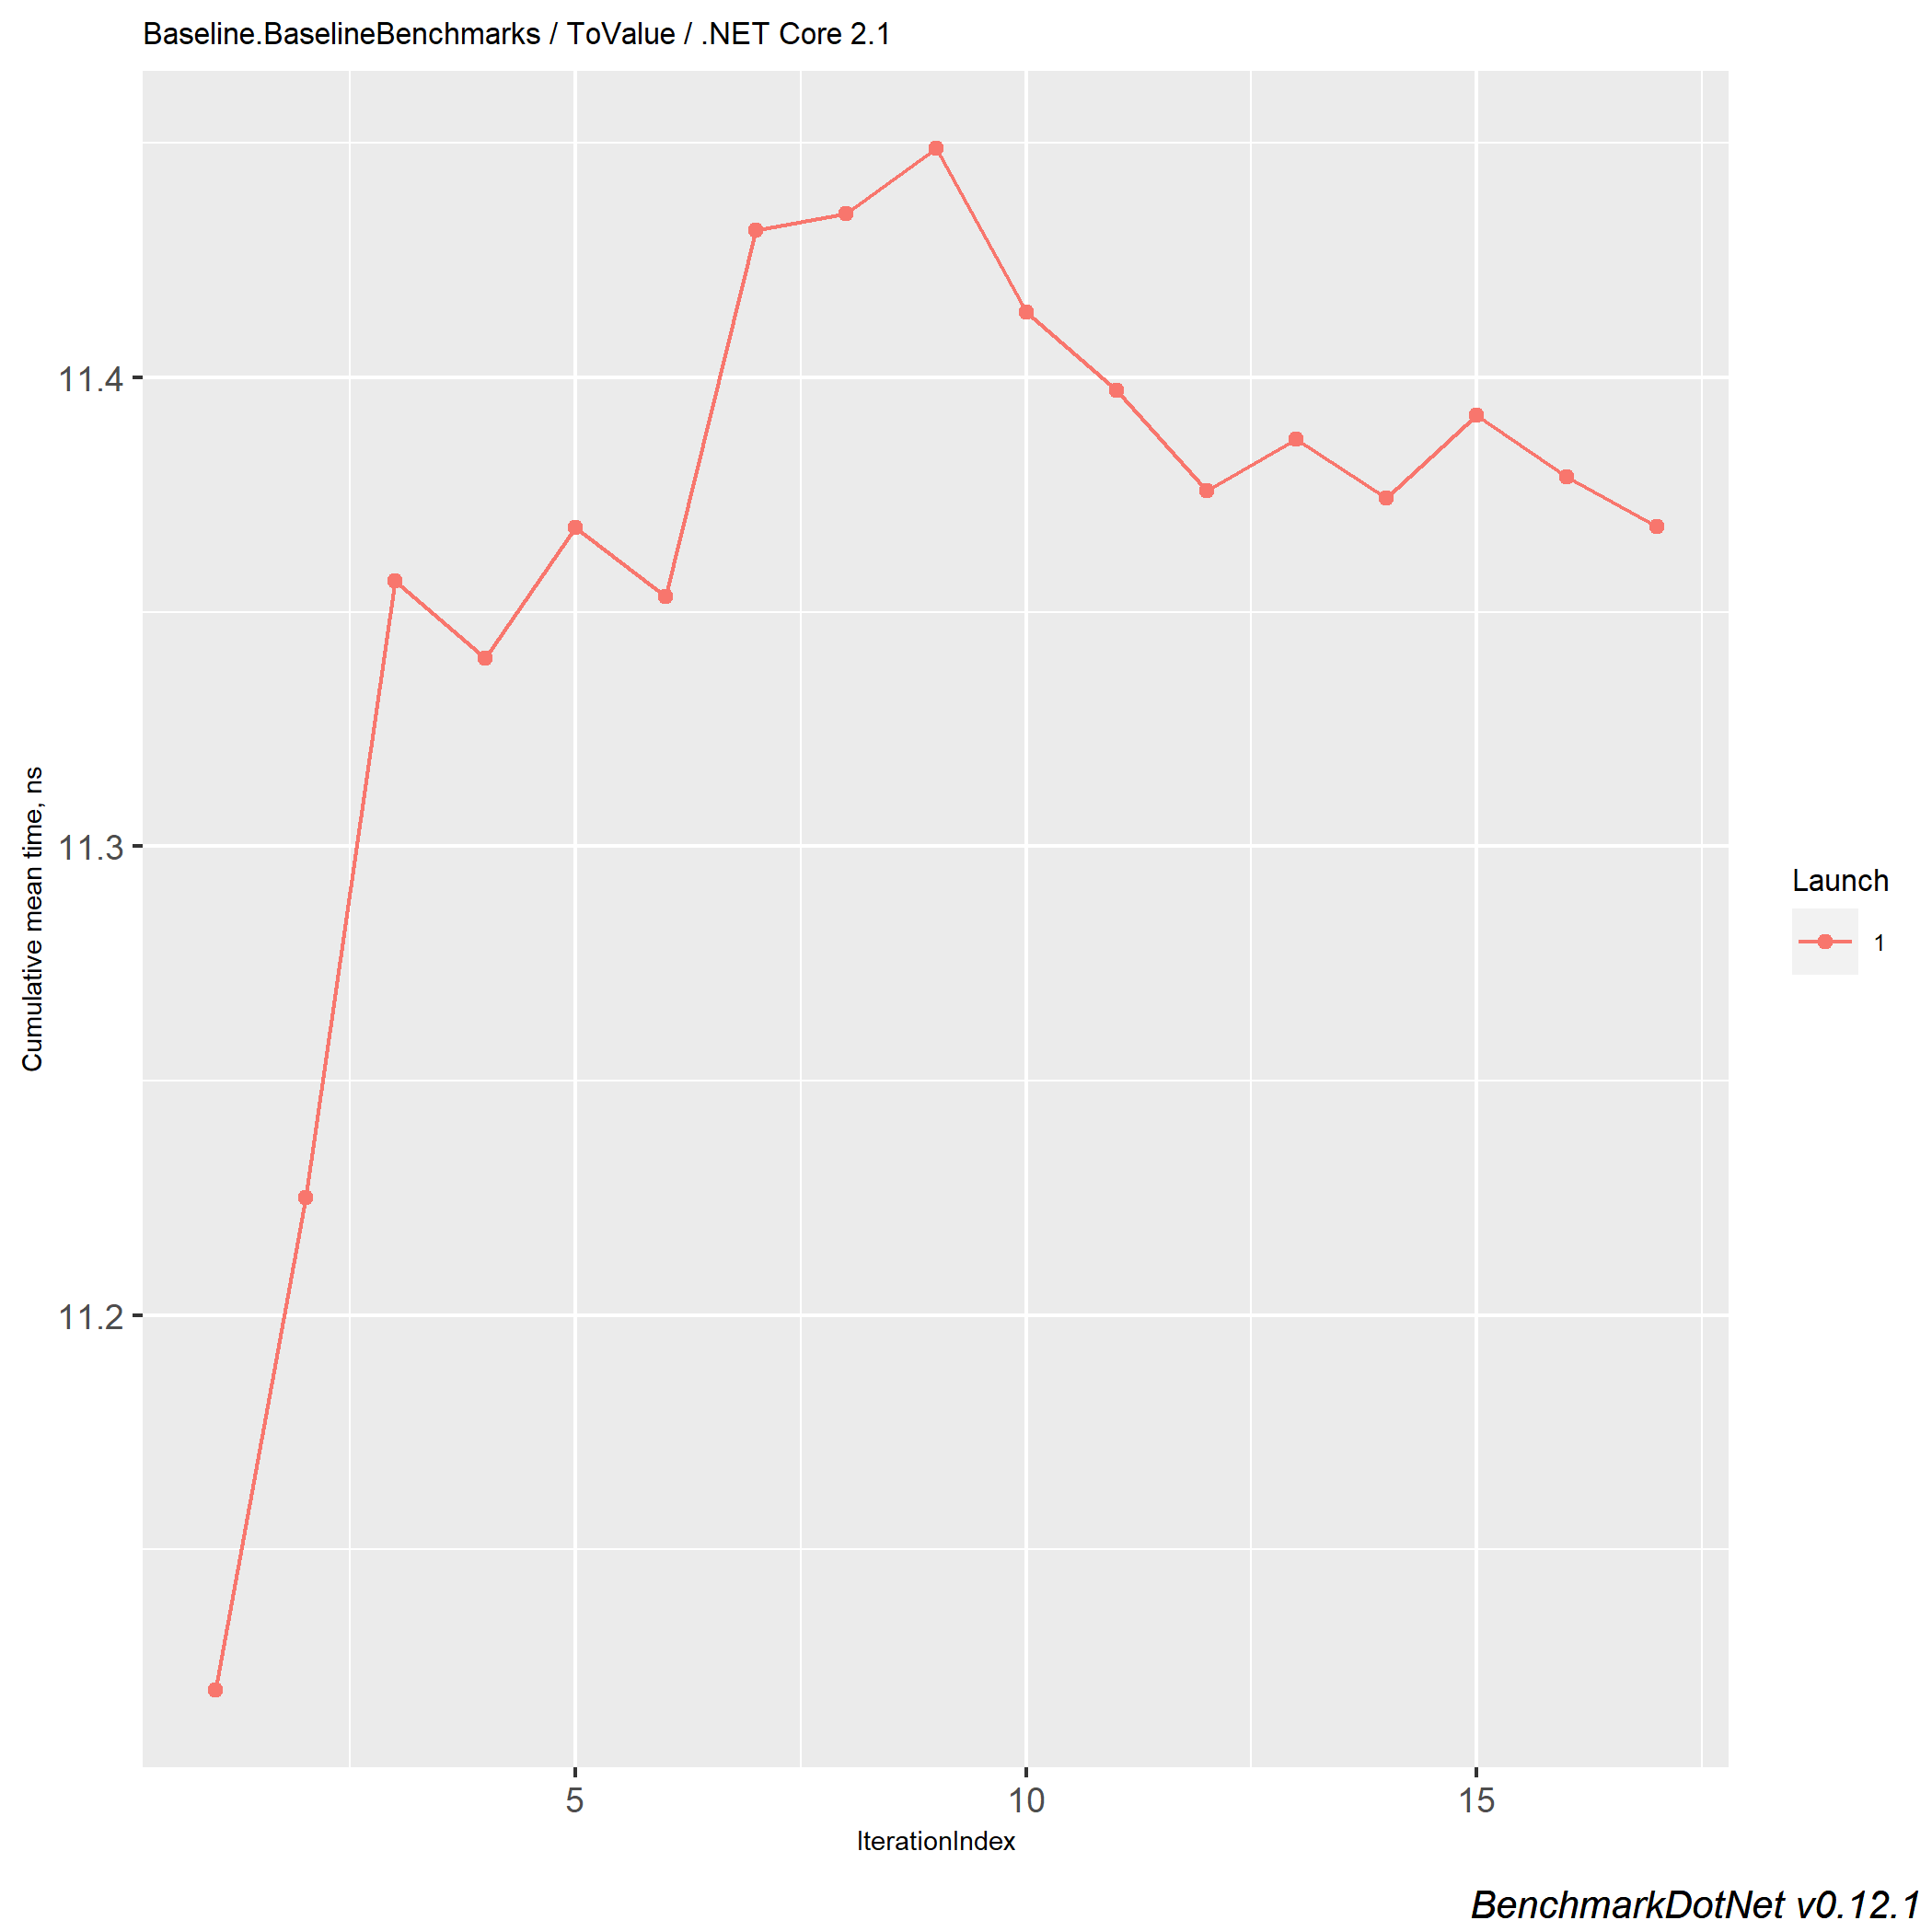 Baseline.BaselineBenchmarks / ToValue / .NET Core 2.1
Cumulative mean time, ns
11.4
11.3
11.2
5
10
15
IterationIndex
Launch
1
BenchmarkDotNet v0.12.1